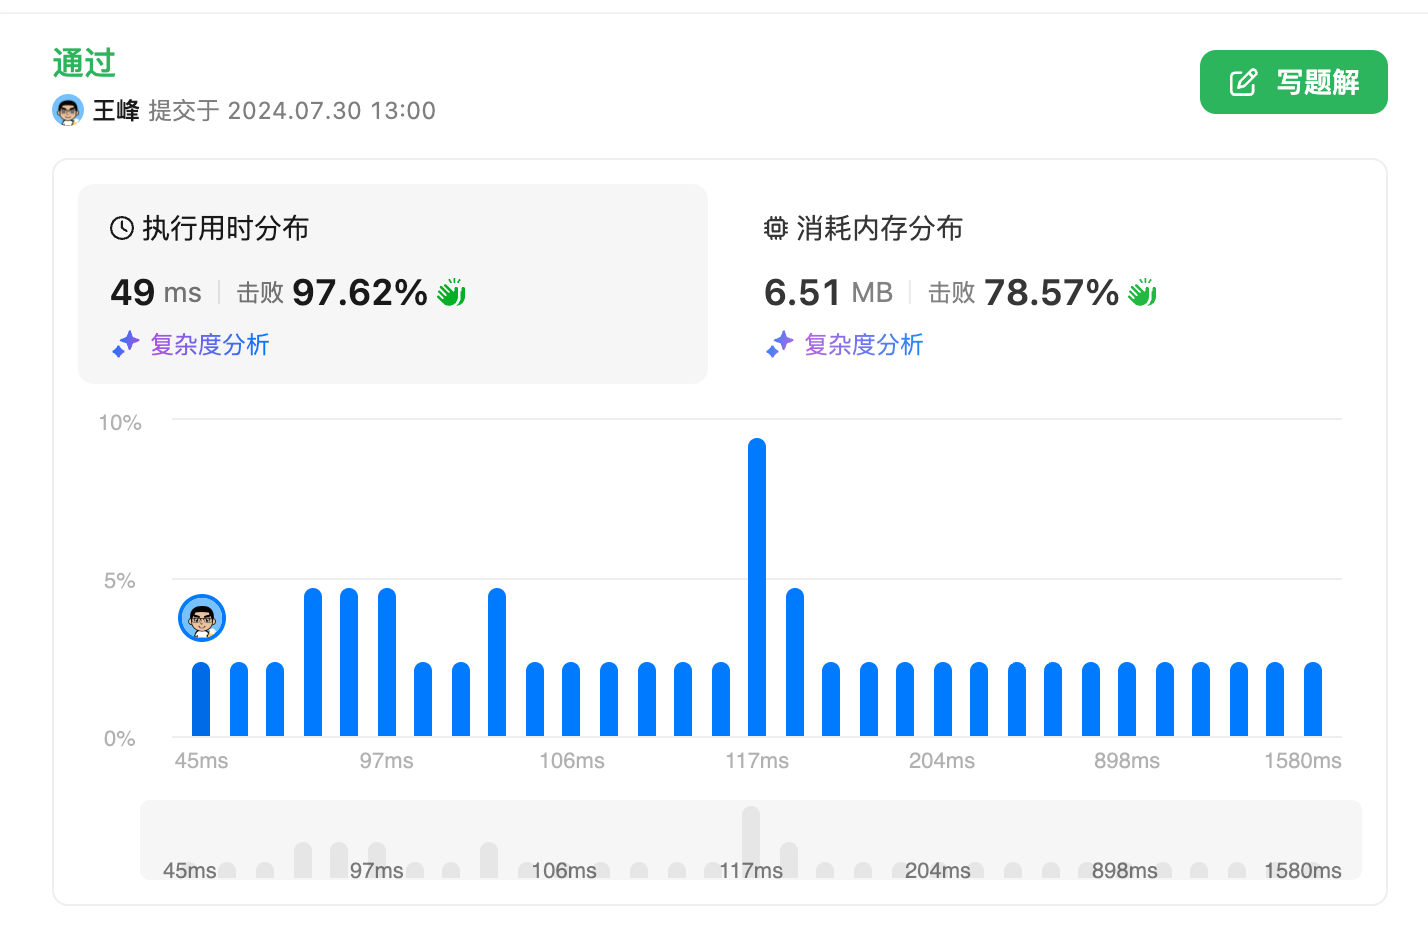 通过
写题解
王峰 提交于 2024.07.30 13:00
执行用时分布
49 ms 击败 97.62%
复杂度分析
消耗内存分布
6.51 MB 击败 78.57%
复杂度分析
10%
5%
0%
45ms 97ms 106ms 117ms 204ms 898ms 1580ms
45ms 97ms 106ms 117ms 204ms 898ms 1580ms